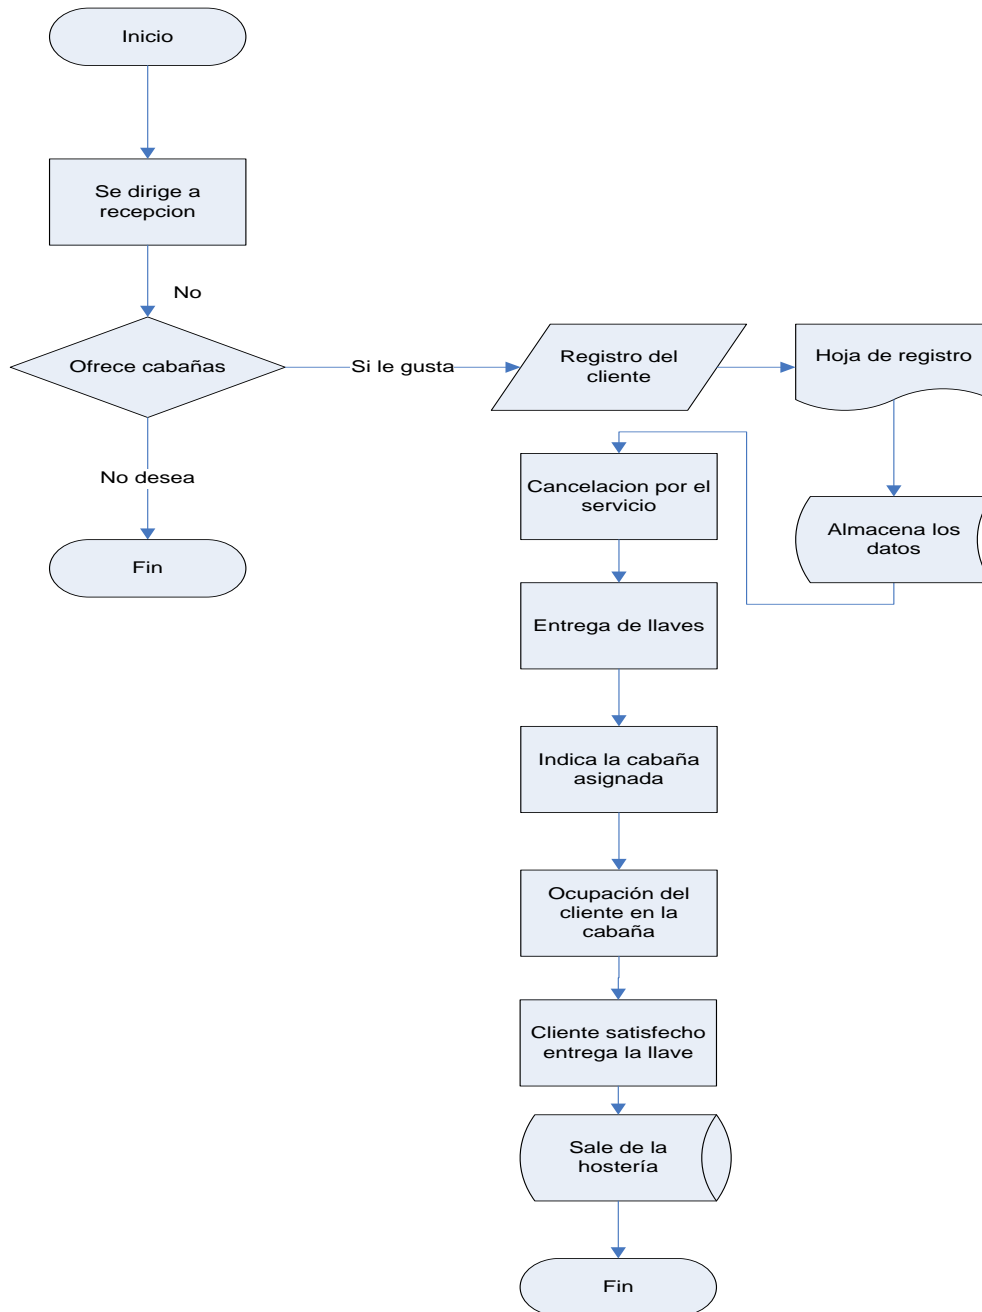 Inicio
Se dirige a
recepcion
No
Ofrece cabañas
Si le gusta
Registro del
cliente
Hoja de registro
No desea
Fin
Cancelacion por el
servicio
Almacena los
datos
Entrega de llaves
Indica la cabaña
asignada
Ocupación del
cliente en la
cabaña
Cliente satisfecho
entrega la llave
Sale de la
hostería
Fin